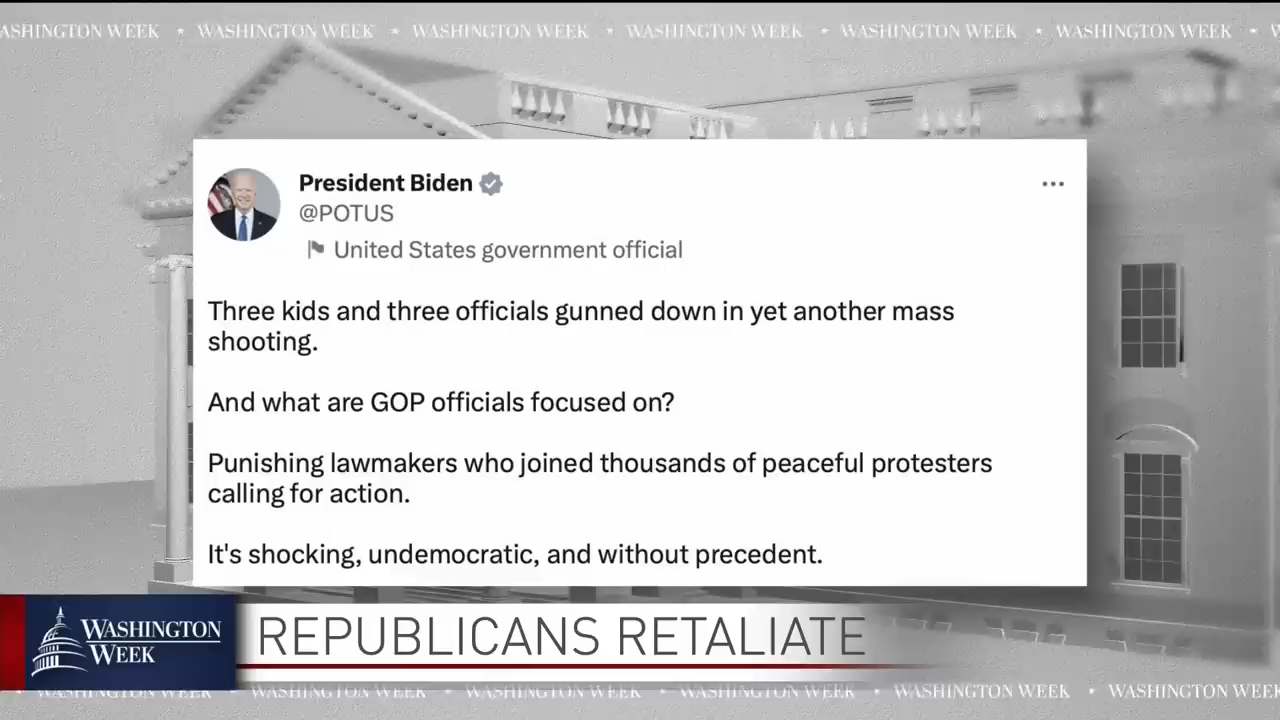 ASHINGTON WEEK * WASHINGTON WEEK * WASHINGTON WEEK * WASHINGTON WEEK * WASHINGTON WEEK * WASHINGTON WEEK * W
President Biden
@POTUS
United States government official
Three kids and three officials gunned down in yet another mass
shooting.
And what are GOP officials focused on?
Punishing lawmakers who joined thousands of peaceful protesters
calling for action.
It's shocking, undemocratic, and without precedent.
WASHINGTON
WEEK
REPUBLICANS RETALIATE
WASHINGTON WEEK * WASHINGTON WEEK * WASHINGTON WEEK * WASHINGTON WEEK * WASHINGTON WEEK * WASHINGTON WEEK